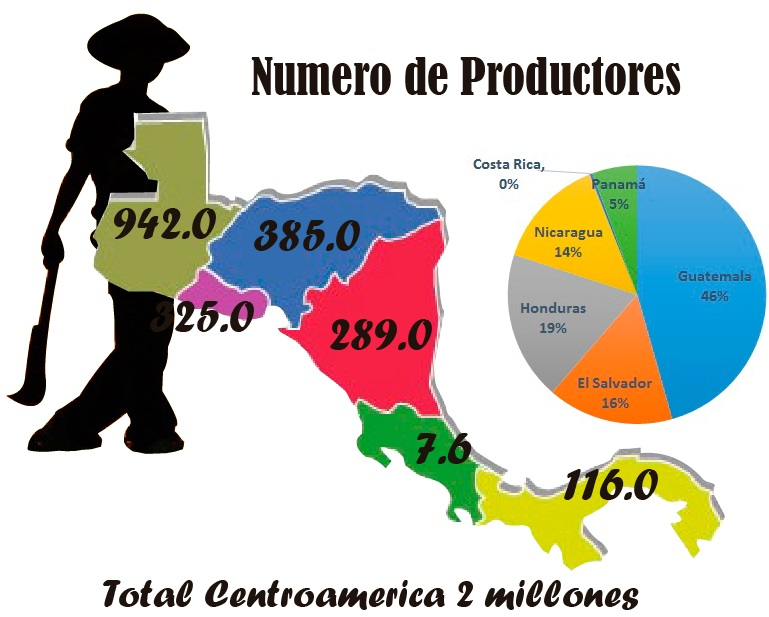 Numero de Productores
942.0
385.0
325.0
289.0
7.6
116.0
Costa Rica,
0%
Panamá
5%
Nicaragua
14%
Guatemala
46%
Honduras
19%
El Salvador
16%
Total Centroamerica 2 millones